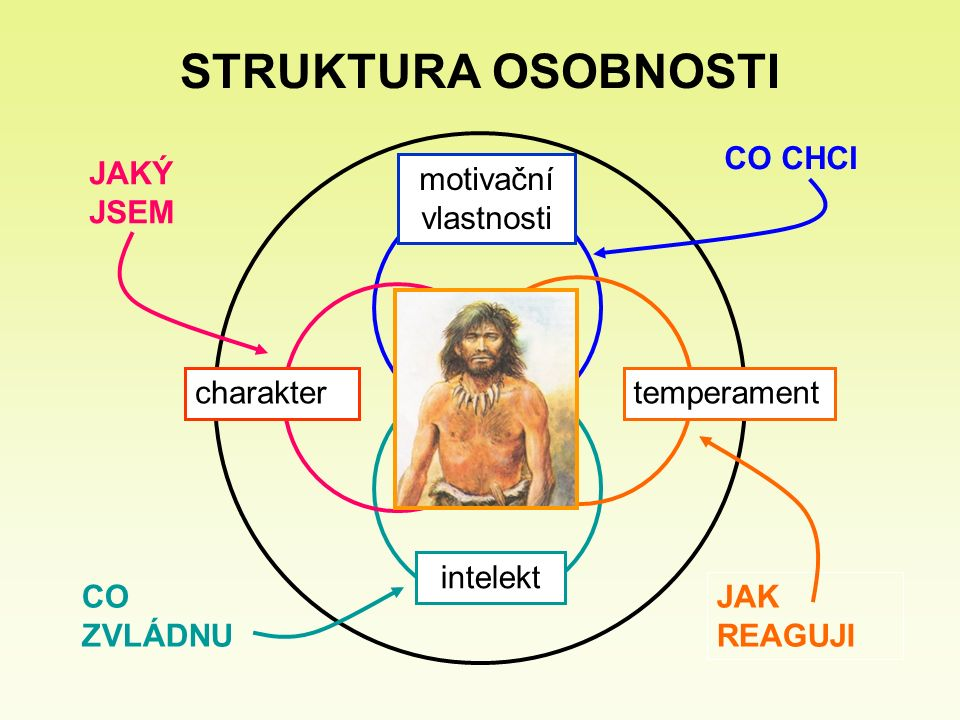 STRUKTURA OSOBNOSTI
CO CHCI
JAKÝ
JSEM
motivační
vlastnosti
charakter
temperament
intelekt
CO
ZVLÁDNU
JAK
REAGUJI